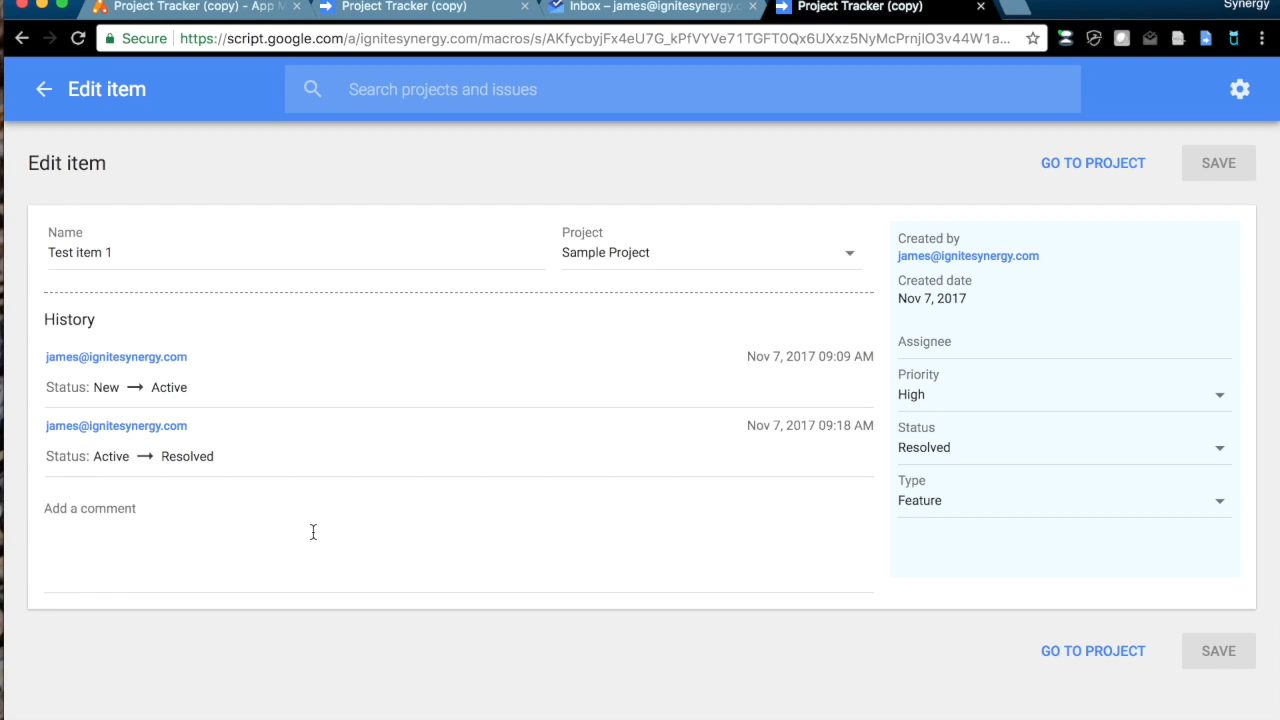 Project Tracker (copy) - App M
Project Tracker (copy)
Inbox – james@ignitesynergy.c
Project Tracker (copy)
Synergy
Secure
https://script.google.com/a/ignitesynergy.com/macros/s/AKfycbyjFx4eU7G_kPfVYVe71TGFT0Qx6UXxz5NyMcPrnjlO3v44W1a...
Edit item
Search projects and issues
Edit item
GO TO PROJECT
SAVE
Name
Test item 1
Project
Sample Project
History
james@ignitesynergy.com
Nov 7, 2017 09:09 AM
Status: New → Active
james@ignitesynergy.com
Nov 7, 2017 09:18 AM
Status: Active → Resolved
Add a comment
Created by
james@ignitesynergy.com
Created date
Nov 7, 2017
Assignee
Priority
High
Status
Resolved
Type
Feature
GO TO PROJECT
SAVE